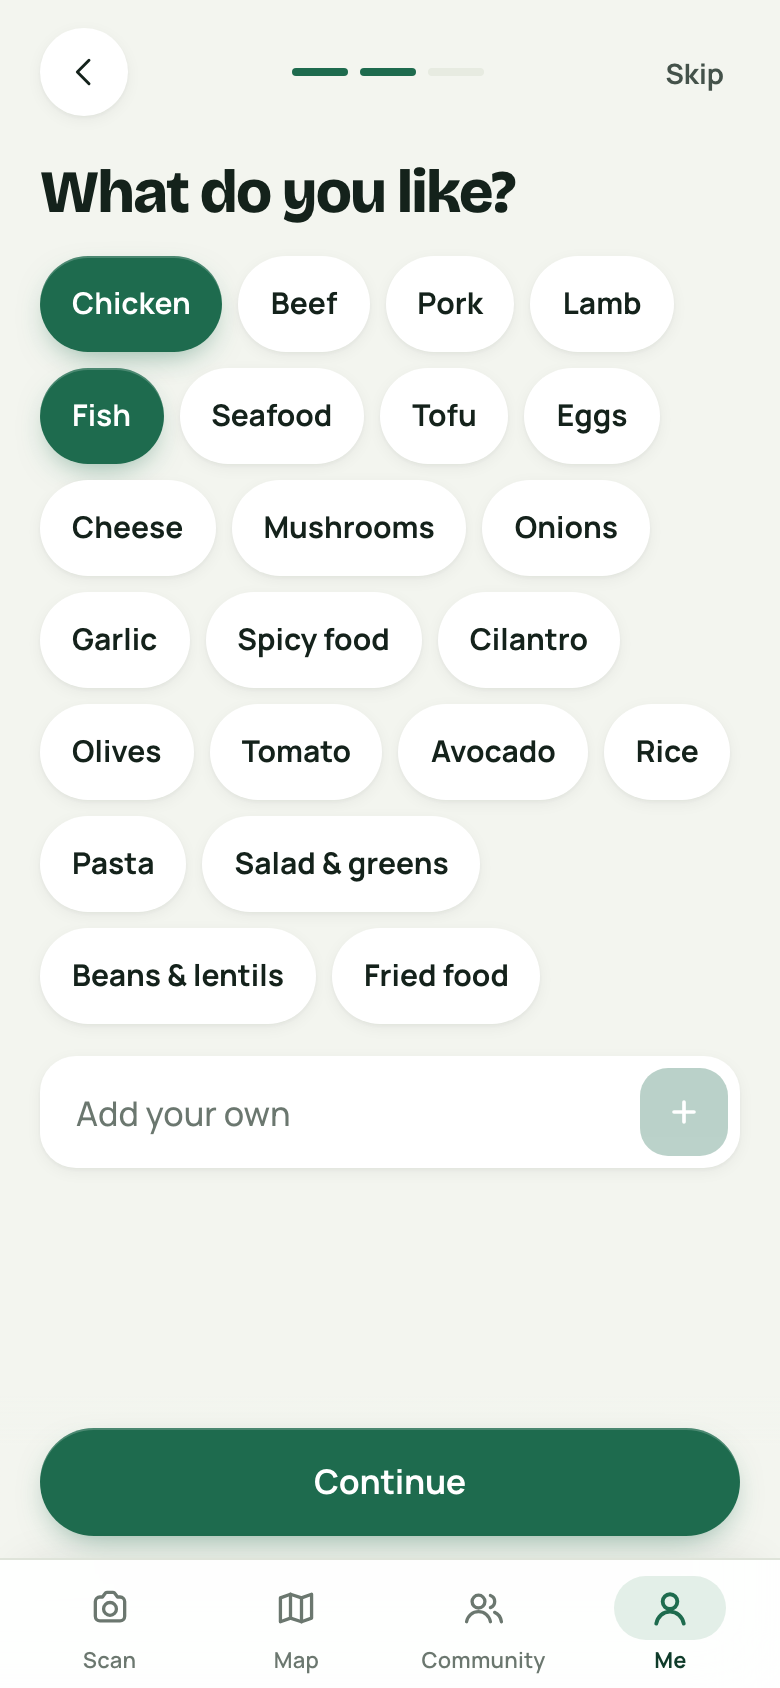 Skip
What do you like?
Chicken Beef Pork Lamb
Fish Seafood Tofu Eggs
Cheese Mushrooms Onions
Garlic Spicy food Cilantro
Olives Tomato Avocado Rice
Pasta Salad & greens
Beans & lentils Fried food
Add your own
Continue
Scan Map Community Me